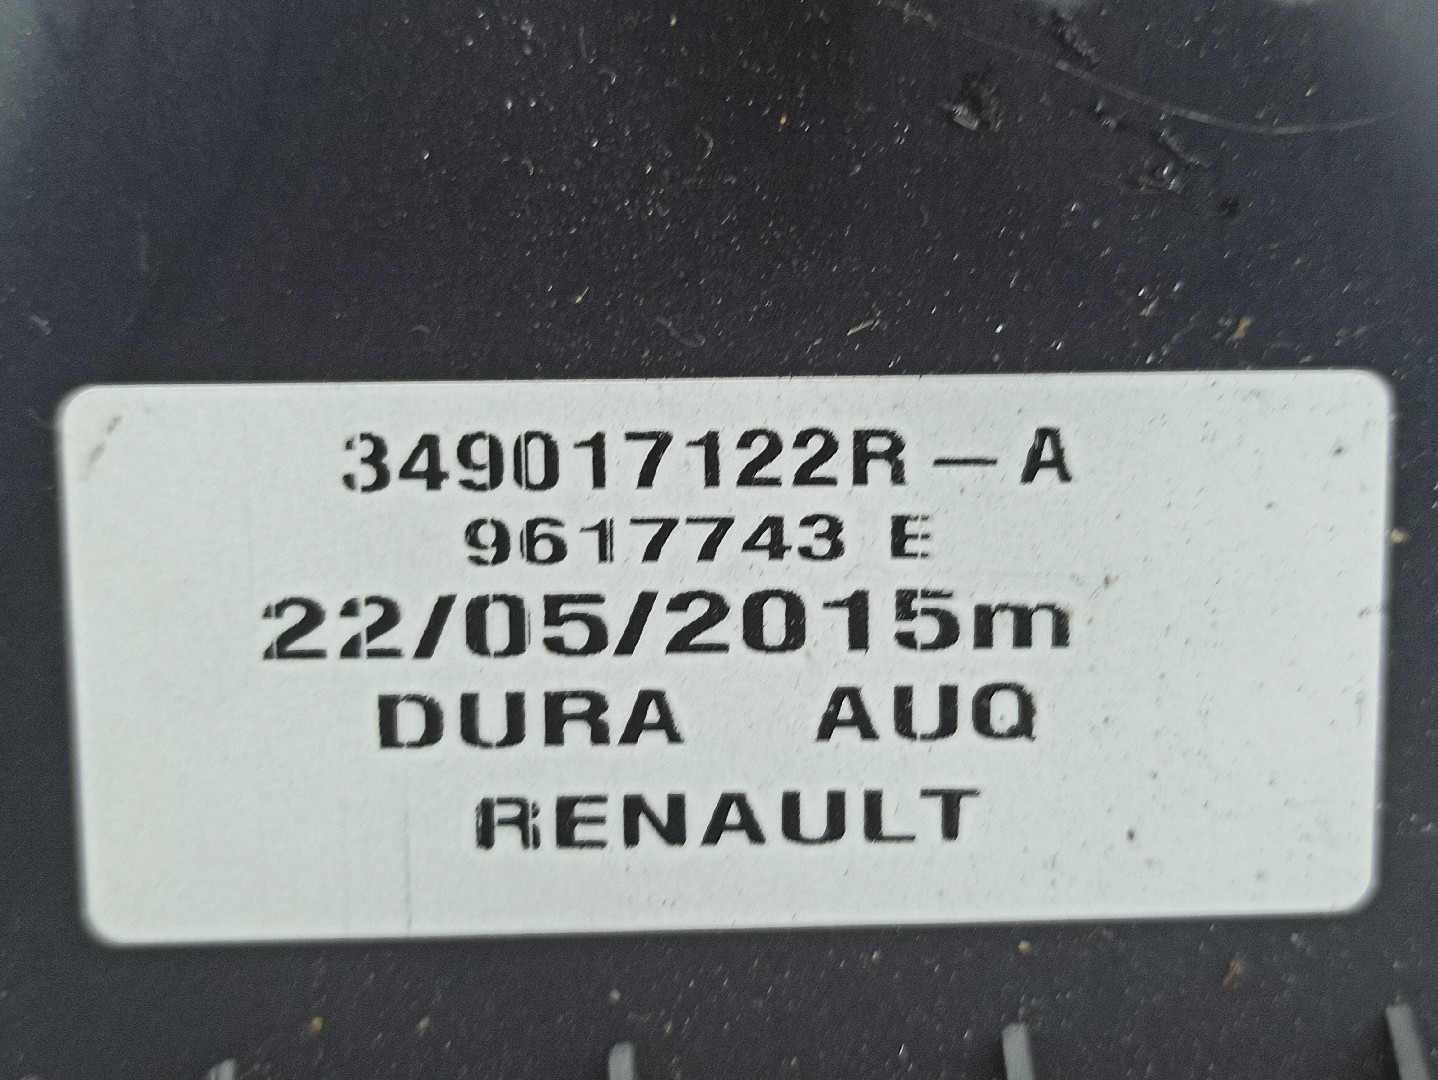 349017122R - A
9617743 E
22/05/2015m
DURA AUQ
RENAULT